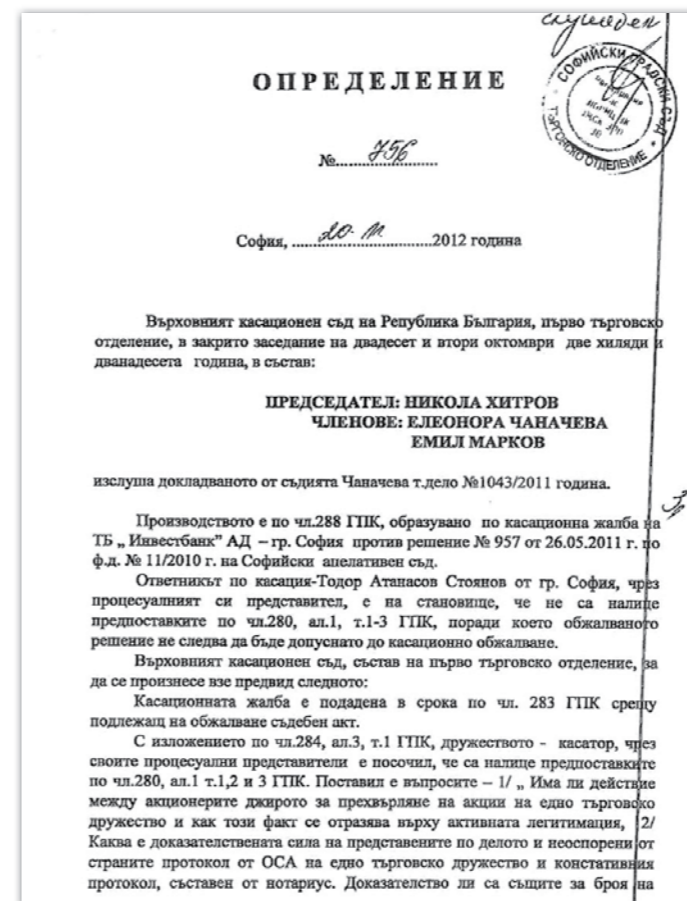 служебен
ОПРЕДЕЛЕНИЕ
СОФИЙСКИ ГРАДСКИ СЪД
ТЪРГОВСКО ОТДЕЛЕНИЕ
№..............756..............
София, ......20. 11......2012 година
Върховният касационен съд на Република България, първо търговско
отделение, в закрито заседание на двадесет и втори октомври две хиляди и
дванадесета година, в състав:
ПРЕДСЕДАТЕЛ: НИКОЛА ХИТРОВ
ЧЛЕНОВЕ: ЕЛЕОНОРА ЧАНАЧЕВА
ЕМИЛ МАРКОВ
изслуша докладваното от съдията Чаначева т.дело №1043/2011 година.
Производството е по чл.288 ГПК, образувано по касационна жалба на
ТБ „ Инвестбанк” АД – гр. София против решение № 957 от 26.05.2011 г. по
ф.д. № 11/2010 г. на Софийски апелативен съд.
Ответникът по касация-Тодор Атанасов Стоянов от гр. София, чрез
процесуалният си представител, е на становище, че не са налице
предпоставките по чл.280, ал.1, т.1-3 ГПК, поради което обжалваното
решение не следва да бъде допуснато до касационно обжалване.
Върховният касационен съд, състав на първо търговско отделение, за
да се произнесе взе предвид следното:
Касационната жалба е подадена в срока по чл. 283 ГПК срещу
подлежащ на обжалване съдебен акт.
С изложението по чл.284, ал.3, т.1 ГПК, дружеството - касатор, чрез
своите процесуални представители е посочил, че са налице предпоставките
по чл.280, ал.1 т.1,2 и 3 ГПК. Поставил е въпросите – 1/ „ Има ли действие
между акционерите джирото за прехвърляне на акции на едно търговско
дружество и как този факт се отразява върху активната легитимация, 2/
Каква е доказателствената сила на представените по делото и неоспорени от
страните протокол от ОСА на едно търговско дружество и констативния
протокол, съставен от нотариус. Доказателство ли са същите за броя на